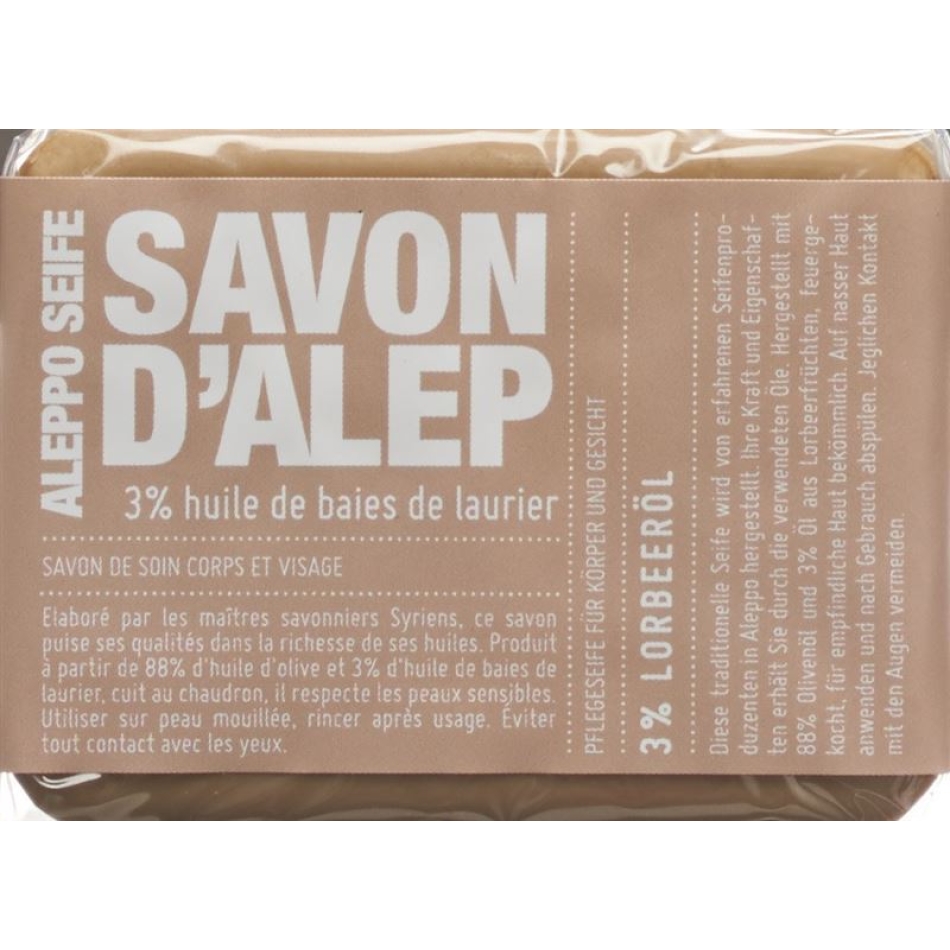 ALEPPO SEIFE
SAVON
D'ALEP
3% huile de baies de laurier
SAVON DE SOIN CORPS ET VISAGE
Elaboré par les maîtres savonniers Syriens, ce savon
puise ses qualités dans la richesse de ses huiles. Produit
à partir de 88% d'huile d'olive et 3% d'huile de baies de
laurier, cuit au chaudron, il respecte les peaux sensibles.
Utiliser sur peau mouillée, rincer après usage. Éviter
tout contact avec les yeux.
PFLEGESEIFE FÜR KÖRPER UND GESICHT
3% LORBEERÖL
Diese traditionelle Seife wird von erfahrenen Seifenpro-
duzenten in Aleppo hergestellt. Ihre Kraft und Eigenschaf-
ten erhält Sie durch die verwendeten Öle. Hergestellt mit
88% Olivenöl und 3% Öl aus Lorbeerfrüchten, feuerge-
kocht, für empfindliche Haut bekömmlich. Auf nasser Haut
anwenden und nach Gebrauch abspülen. Jeglichen Kontakt
mit den Augen vermeiden.